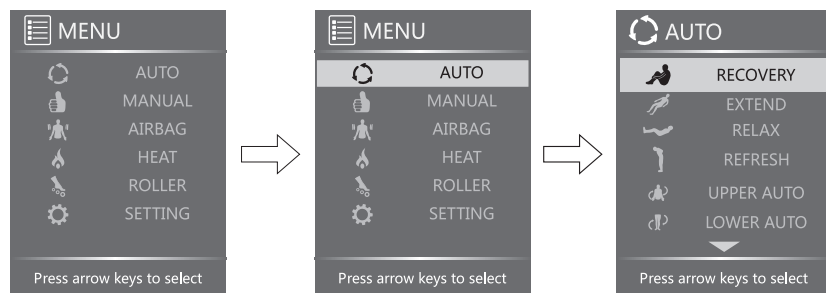 MENU
AUTO
MANUAL
AIRBAG
HEAT
ROLLER
SETTING
Press arrow keys to select
MENU
AUTO
MANUAL
AIRBAG
HEAT
ROLLER
SETTING
Press arrow keys to select
AUTO
RECOVERY
EXTEND
RELAX
REFRESH
UPPER AUTO
LOWER AUTO
Press arrow keys to select